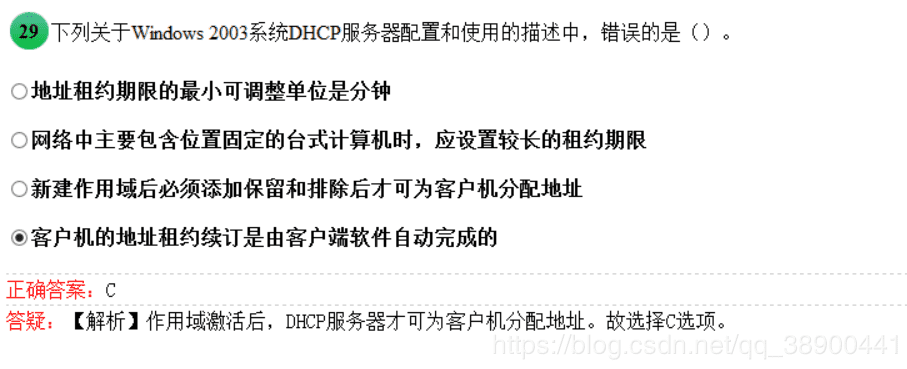 29 下列关于Windows 2003系统DHCP服务器配置和使用的描述中，错误的是（）。
地址租约期限的最小可调整单位是分钟
网络中主要包含位置固定的台式计算机时，应设置较长的租约期限
新建作用域后必须添加保留和排除后才可为客户机分配地址
客户机的地址租约续订是由客户端软件自动完成的
正确答案：C
答疑：【解析】作用域激活后，DHCP服务器才可为客户机分配地址。故选择C选项。
https://blog.csdn.net/qq_38900441